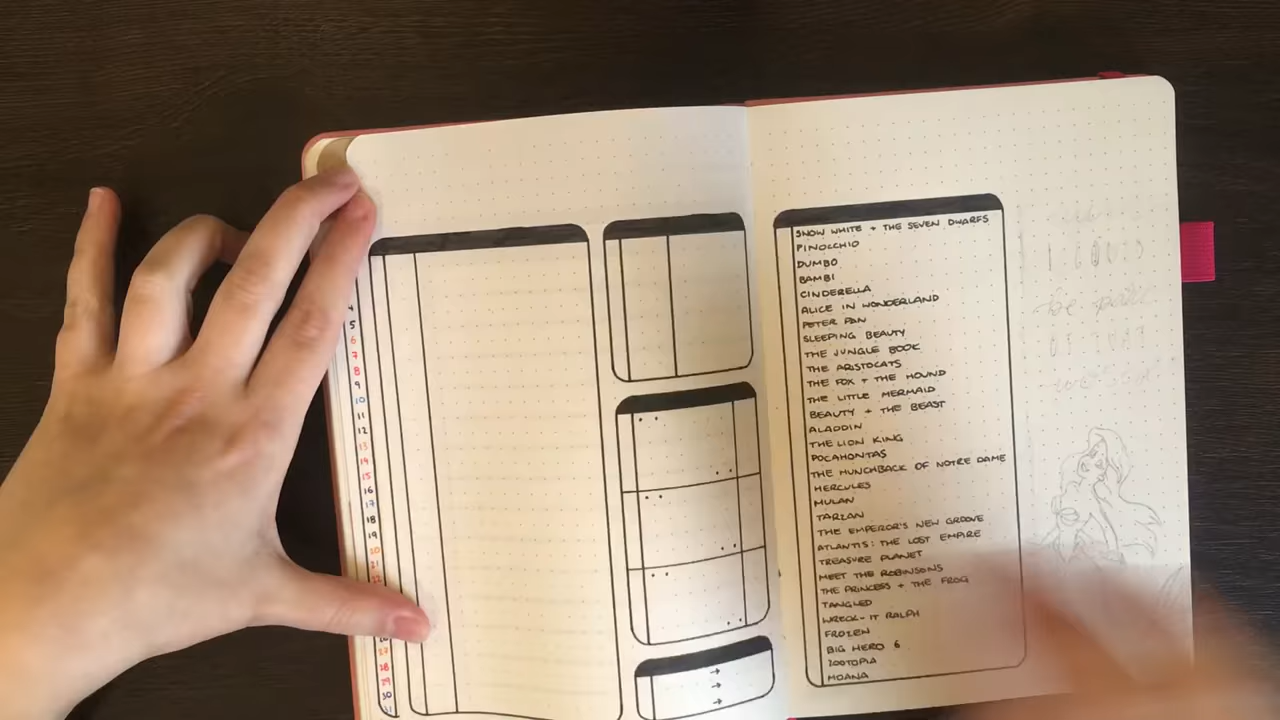 4
5
6
7
8
9
10
11
12
13
14
15
16
17
18
19
20
21
27
28
29
30
31
SNOW WHITE + THE SEVEN DWARFS
PINOCCHIO
DUMBO
BAMBI
CINDERELLA
ALICE IN WONDERLAND
PETER PAN
SLEEPING BEAUTY
THE JUNGLE BOOK
THE ARISTOCATS
THE FOX + THE HOUND
THE LITTLE MERMAID
BEAUTY + THE BEAST
ALADDIN
THE LION KING
POCAHONTAS
THE HUNCHBACK OF NOTRE DAME
HERCULES
MULAN
TARZAN
THE EMPEROR'S NEW GROOVE
ATLANTIS: THE LOST EMPIRE
TREASURE PLANET
MEET THE ROBINSONS
THE PRINCESS + THE FROG
TANGLED
WRECK-IT RALPH
FROZEN
BIG HERO 6
ZOOTOPIA
MOANA
be part
OF THAT